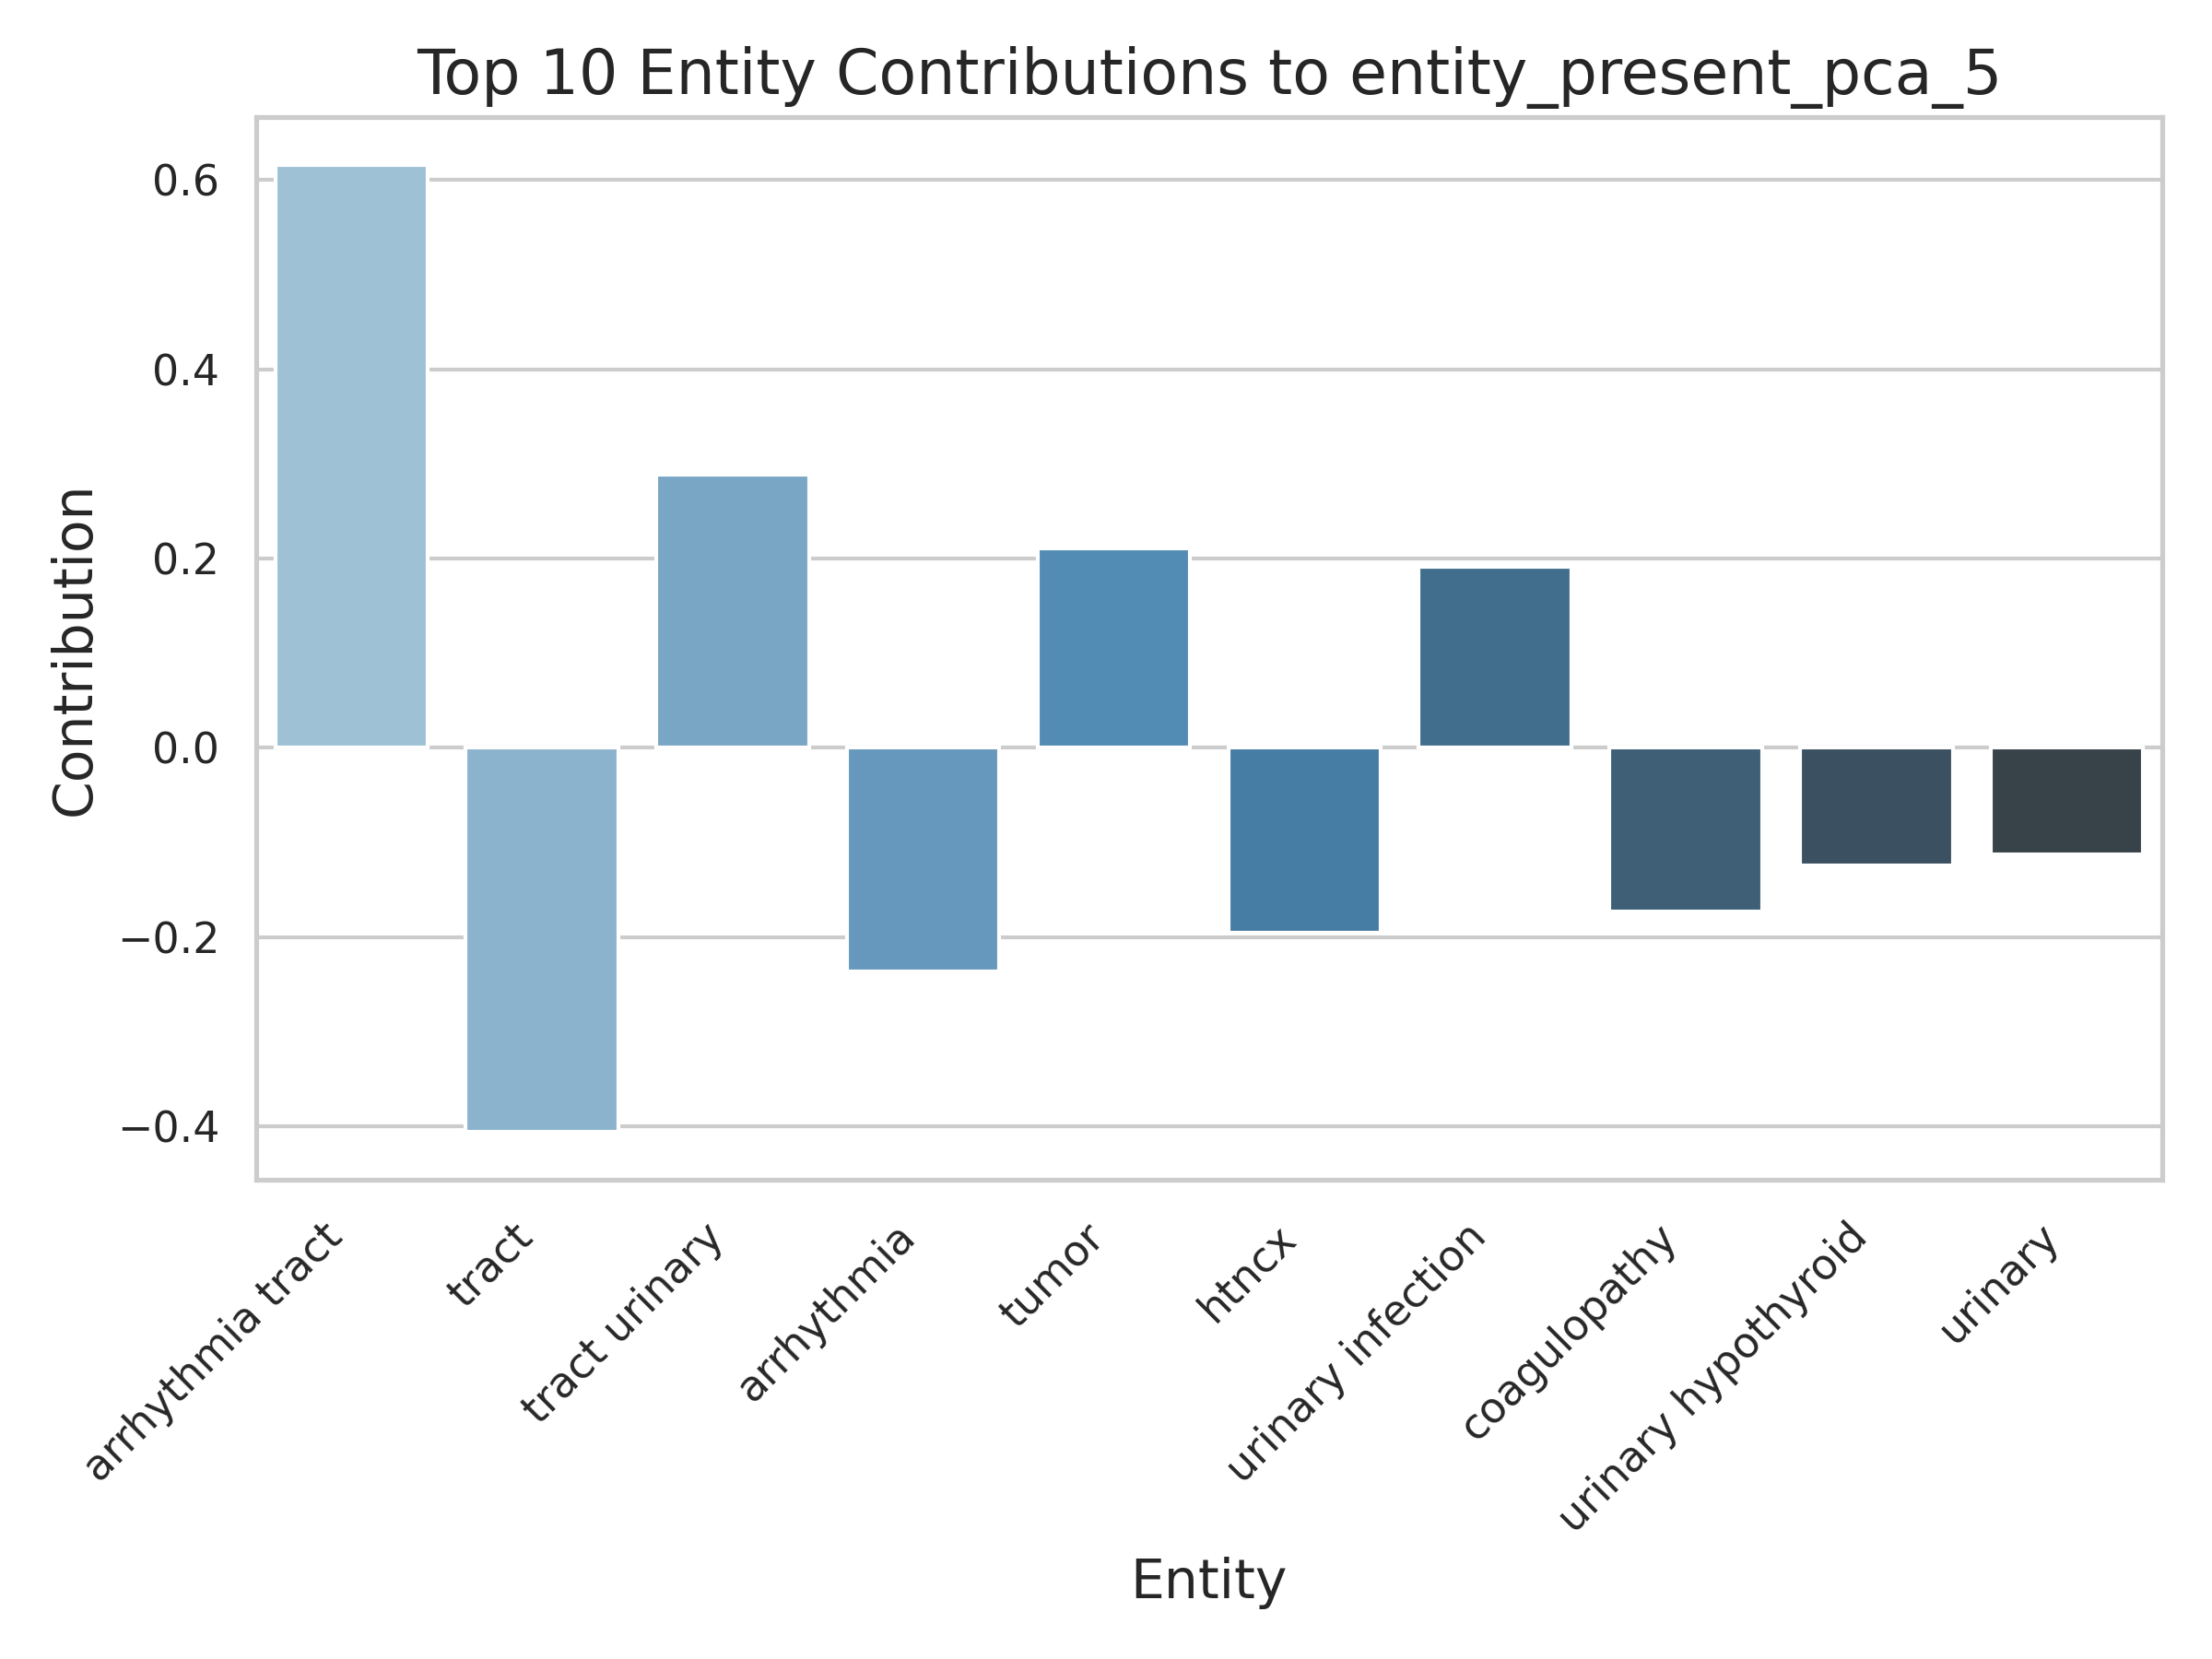 Top 10 Entity Contributions to entity_present_pca_5
Contribution
0.6
0.4
0.2
0.0
−0.2
−0.4
arrhythmia tract
tract
tract urinary
arrhythmia
tumor
htncx
urinary infection
coagulopathy
urinary hypothyroid
urinary
Entity